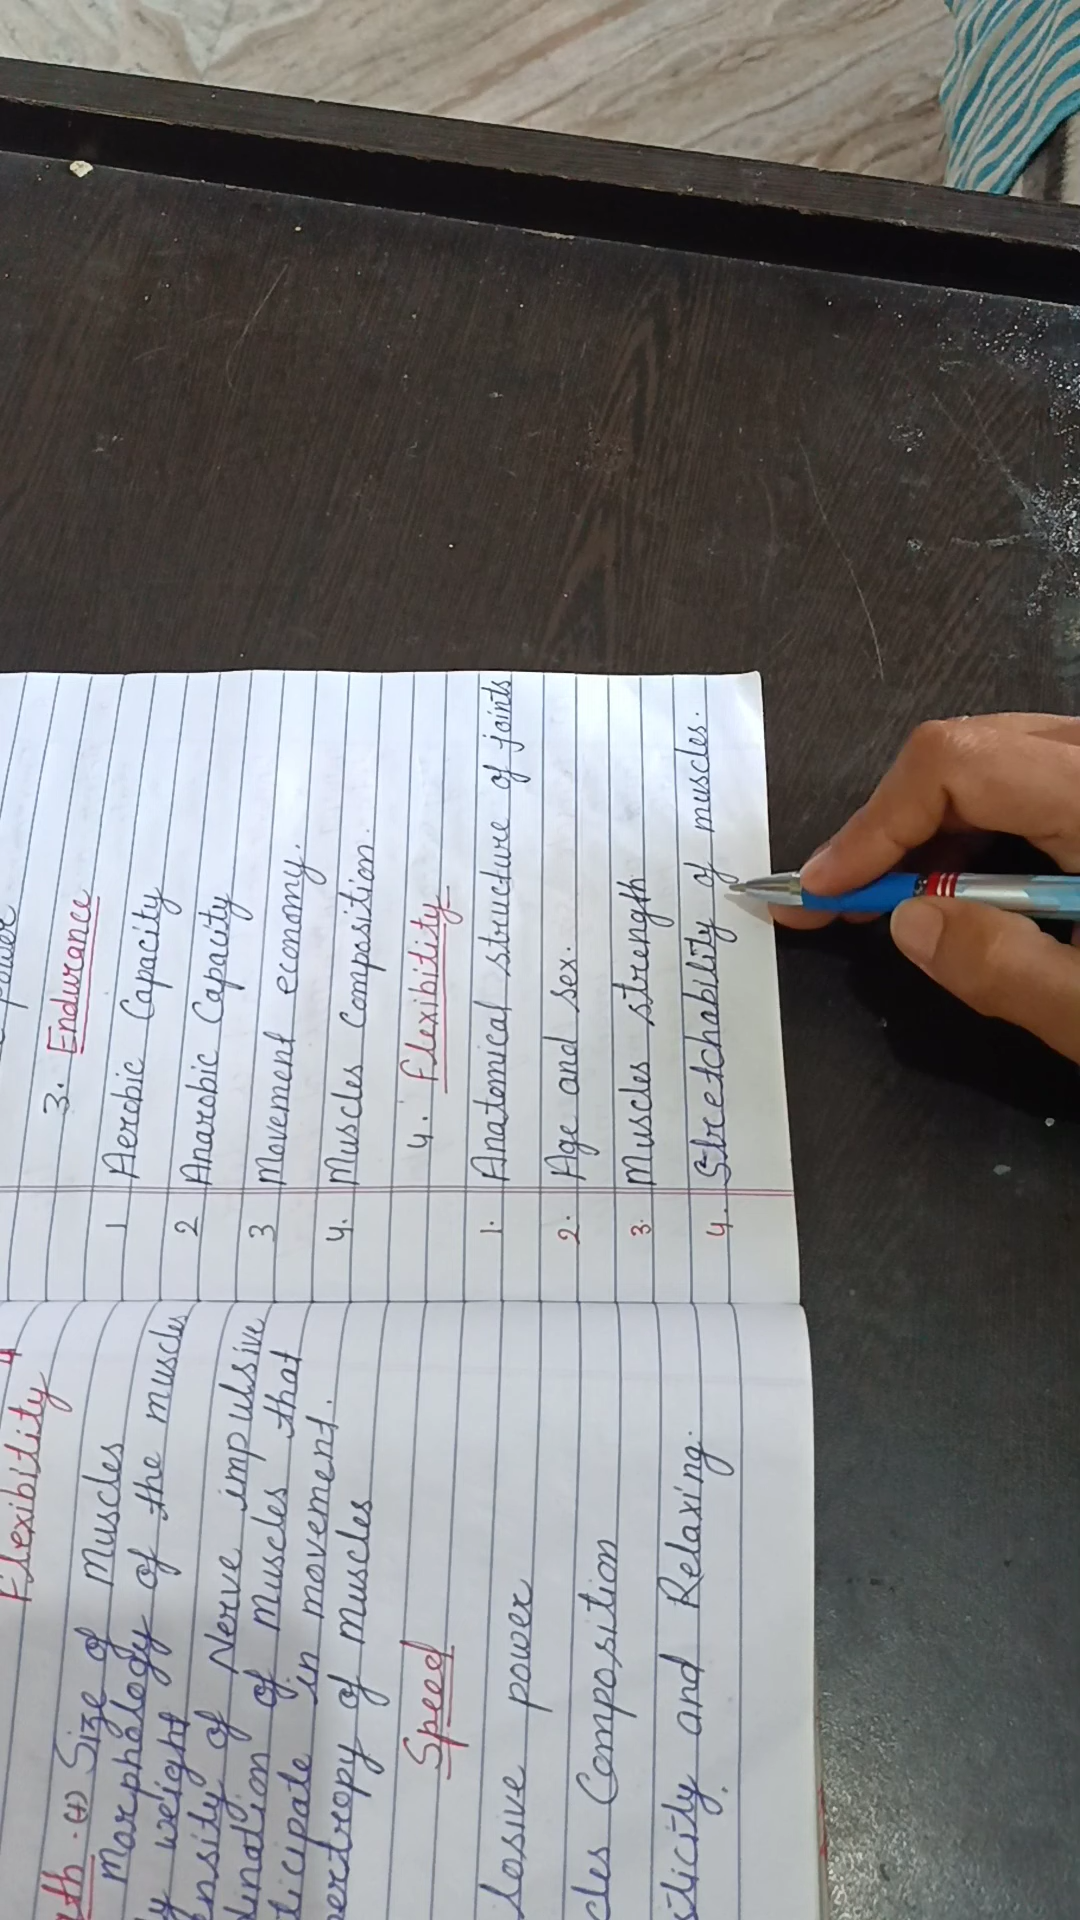 Flexibility
(1) Size of Muscles
Morphology of the muscles
weight
of Nerve impulsive
of Muscles that
in movement.
of Muscles
Speed
power
Composition
and Relaxing.
3. Endurance
1 Aerobic Capacity
2 Anarobic Capacity
3 Movement economy.
4. Muscles Composition.
4. Flexibility
1. Anatomical structure of joints
2. Age and sex.
3. Muscles strength
4. Stretchability of muscles.